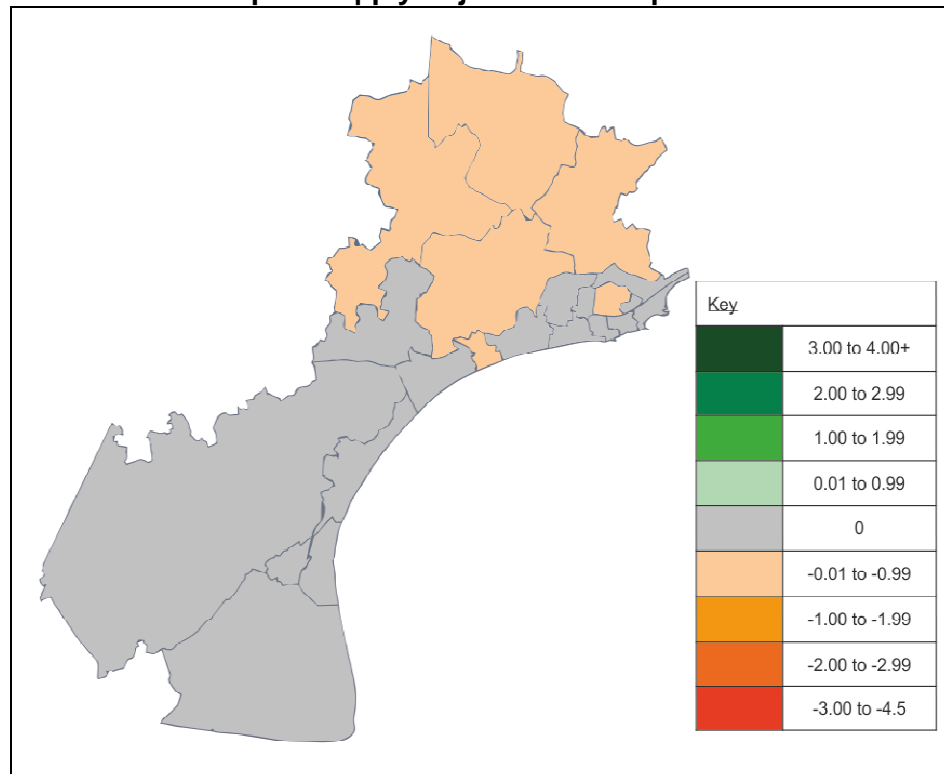 Key
3.00 to 4.00+
2.00 to 2.99
1.00 to 1.99
0.01 to 0.99
0
-0.01 to -0.99
-1.00 to -1.99
-2.00 to -2.99
-3.00 to -4.5